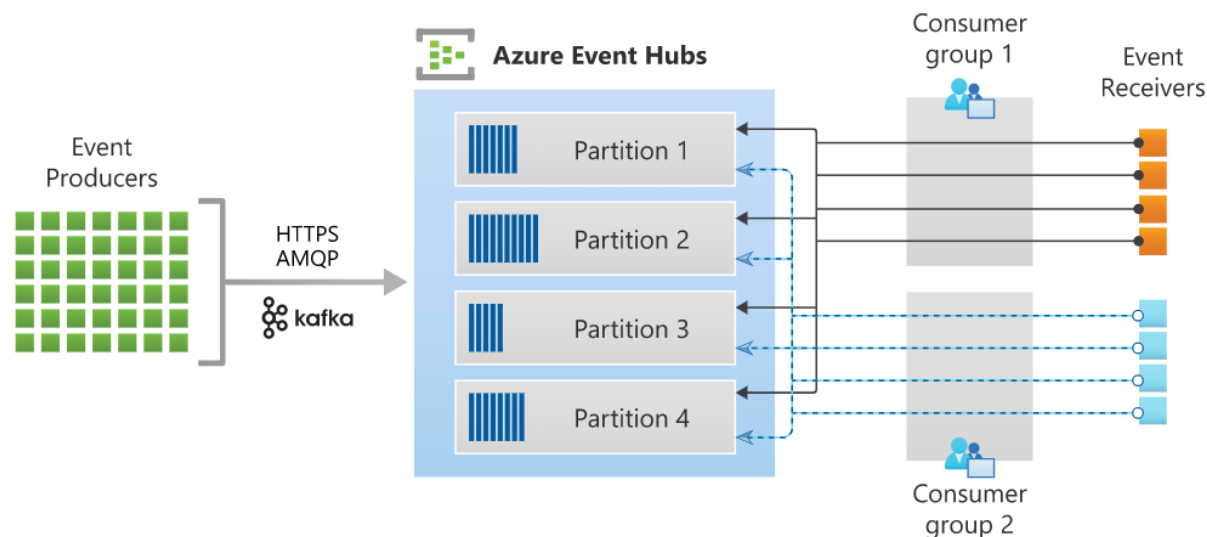 Event
Producers
HTTPS
AMQP
kafka
Azure Event Hubs
Partition 1
Partition 2
Partition 3
Partition 4
Consumer
group 1
Event
Receivers
Consumer
group 2